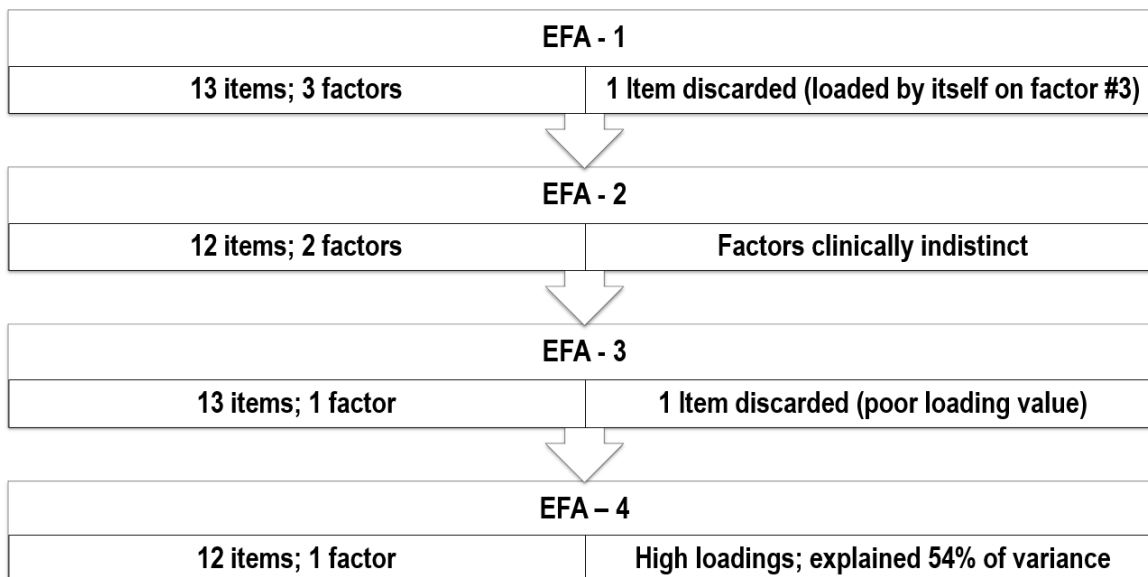 EFA - 1
13 items; 3 factors
1 Item discarded (loaded by itself on factor #3)
EFA - 2
12 items; 2 factors
Factors clinically indistinct
EFA - 3
13 items; 1 factor
1 Item discarded (poor loading value)
EFA – 4
12 items; 1 factor
High loadings; explained 54% of variance